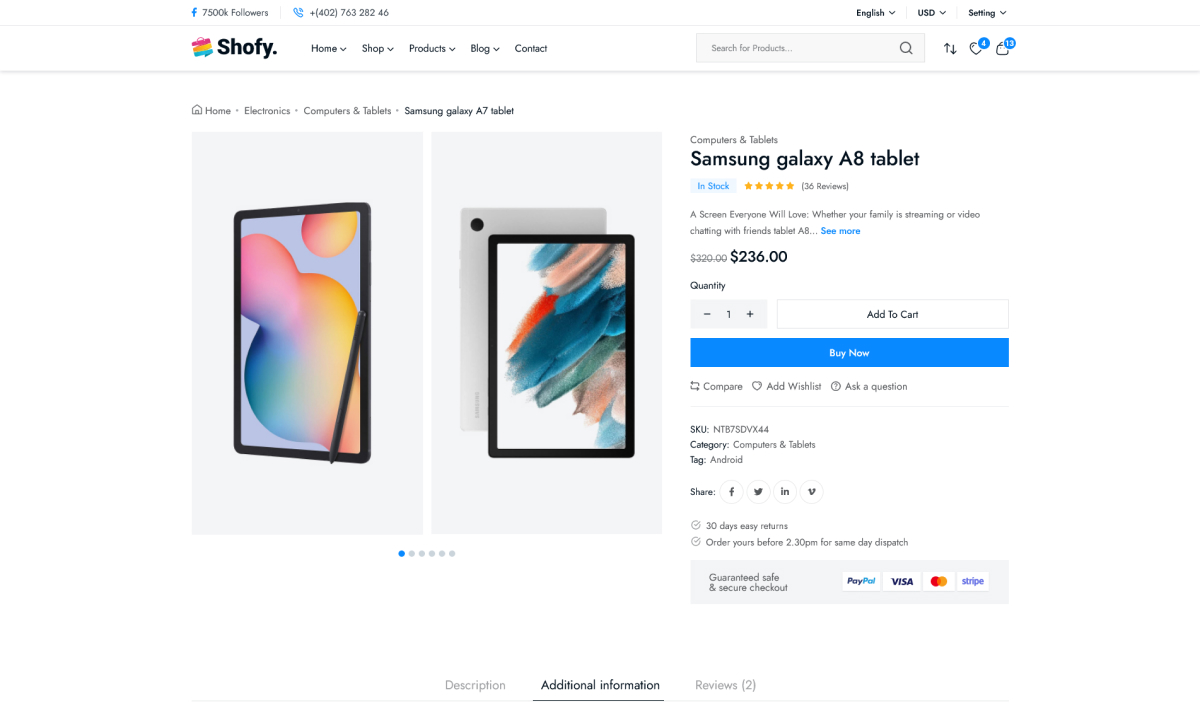 7500k Followers
+(402) 763 282 46
English
USD
Setting
Shofy.
Home
Shop
Products
Blog
Contact
Search for Products...
4
13
Home • Electronics • Computers & Tablets • Samsung galaxy A7 tablet
Computers & Tablets
Samsung galaxy A8 tablet
In Stock
(36 Reviews)
A Screen Everyone Will Love: Whether your family is streaming or video
chatting with friends tablet A8... See more
$320.00 $236.00
Quantity
− 1 +
Add To Cart
Buy Now
Compare
Add Wishlist
Ask a question
SKU: NTB7SDVX44
Category: Computers & Tablets
Tag: Android
Share:
30 days easy returns
Order yours before 2.30pm for same day dispatch
Guaranteed safe
& secure checkout
PayPal
VISA
stripe
Description
Additional information
Reviews (2)